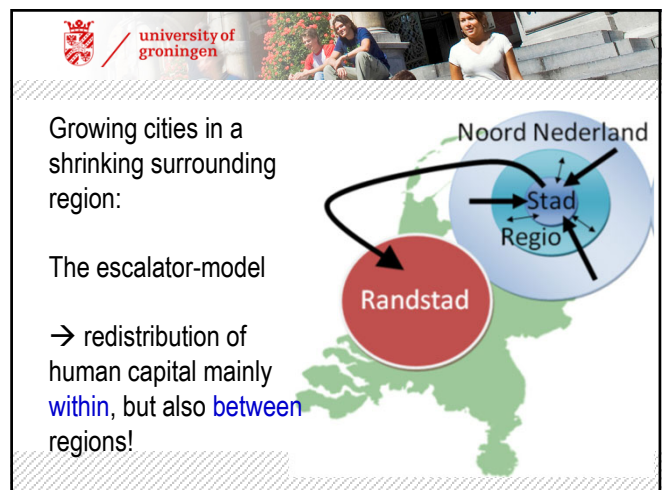 university of
groningen
Growing cities in a
shrinking surrounding
region:
The escalator-model
→ redistribution of
human capital mainly
within, but also between
regions!
Noord Nederland
Stad
Regio
Randstad